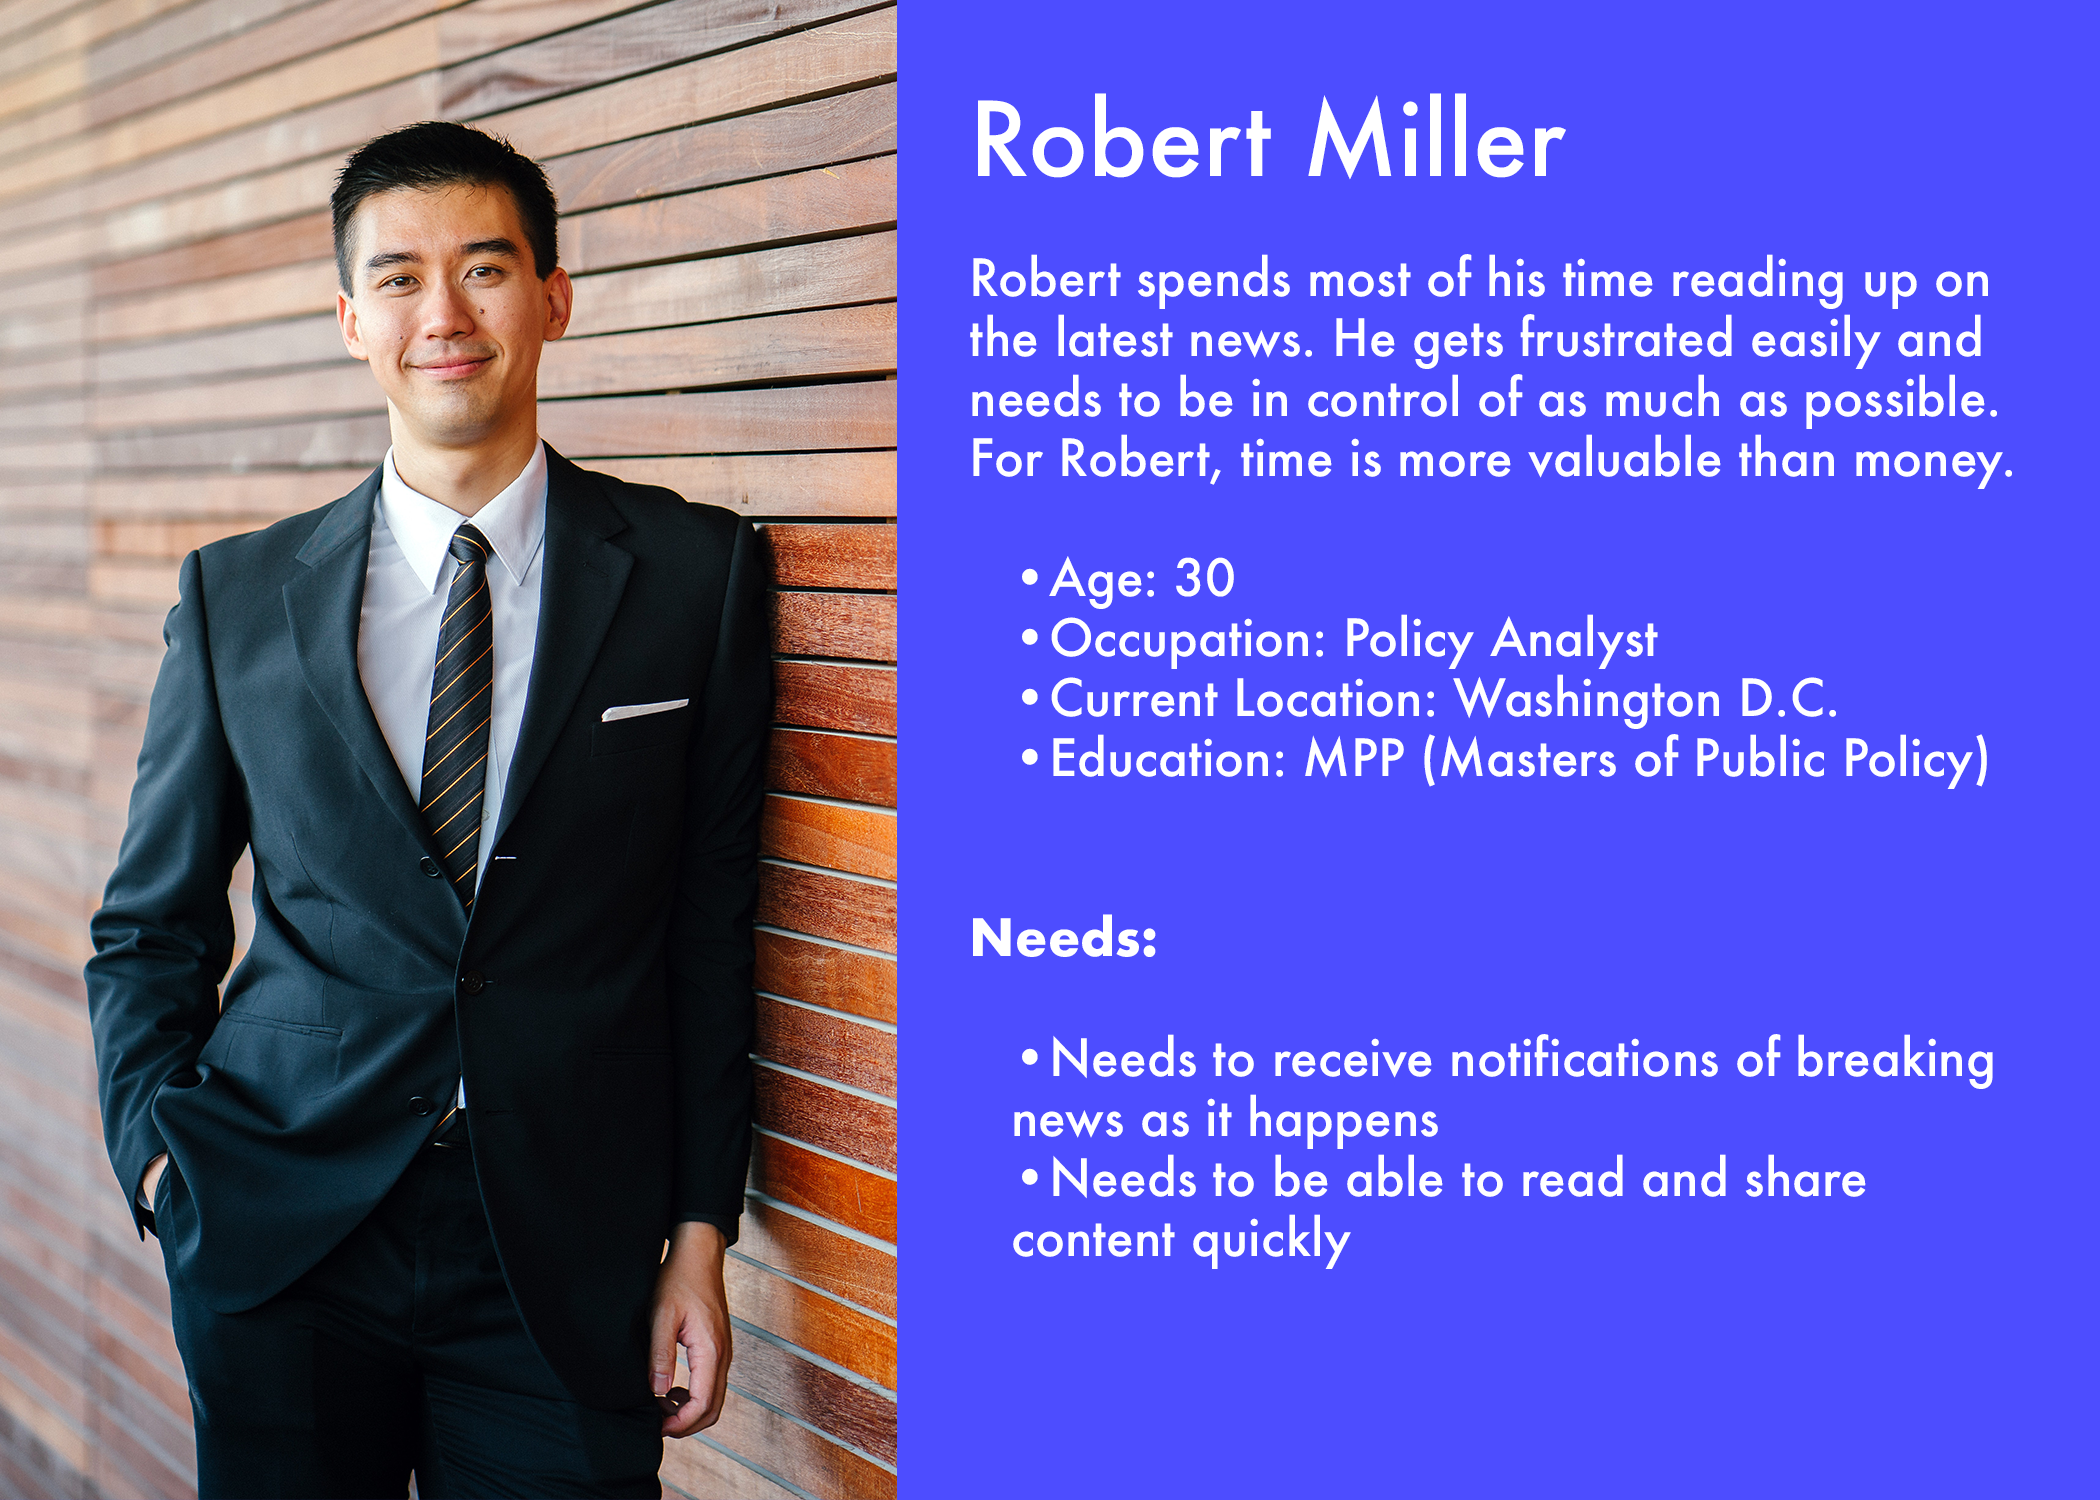 Robert Miller
Robert spends most of his time reading up on
the latest news. He gets frustrated easily and
needs to be in control of as much as possible.
For Robert, time is more valuable than money.
•Age: 30
•Occupation: Policy Analyst
•Current Location: Washington D.C.
•Education: MPP (Masters of Public Policy)
Needs:
•Needs to receive notifications of breaking
news as it happens
•Needs to be able to read and share
content quickly